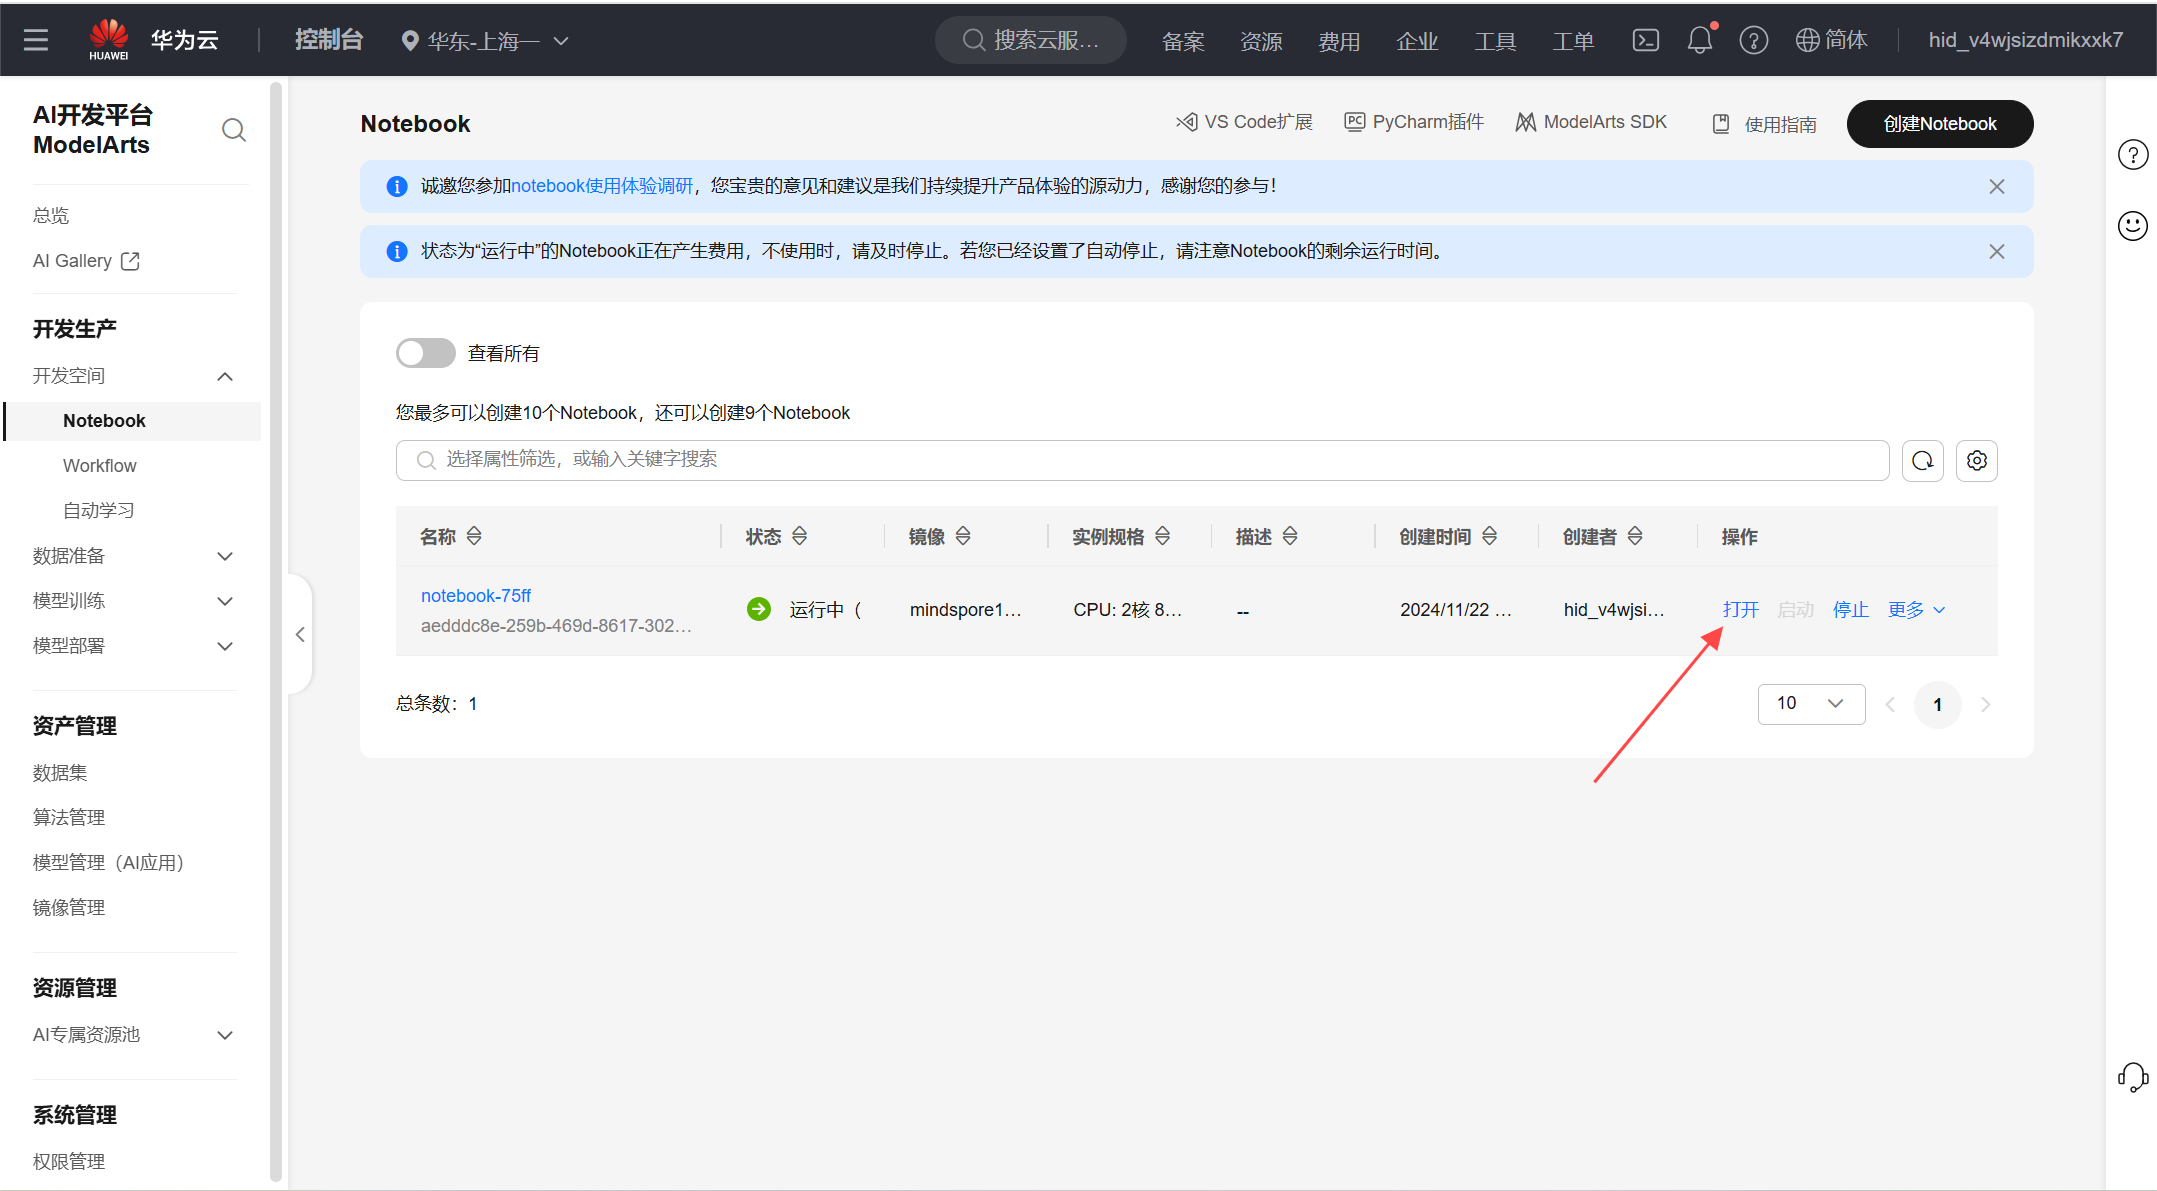 HUAWEI
华为云
控制台
华东-上海一
搜索云服...
备案
资源
费用
企业
工具
工单
简体
hid_v4wjsizdmikxxk7
AI开发平台
ModelArts
总览
AI Gallery
开发生产
开发空间
Notebook
Workflow
自动学习
数据准备
模型训练
模型部署
资产管理
数据集
算法管理
模型管理（AI应用）
镜像管理
资源管理
AI专属资源池
系统管理
权限管理
Notebook
VS Code扩展
PC PyCharm插件
ModelArts SDK
使用指南
创建Notebook
诚邀您参加notebook使用体验调研，您宝贵的意见和建议是我们持续提升产品体验的源动力，感谢您的参与！
状态为“运行中”的Notebook正在产生费用，不使用时，请及时停止。若您已经设置了自动停止，请注意Notebook的剩余运行时间。
查看所有
您最多可以创建10个Notebook，还可以创建9个Notebook
选择属性筛选，或输入关键字搜索
名称 状态 镜像 实例规格 描述 创建时间 创建者 操作
notebook-75ff
aedddc8e-259b-469d-8617-302...
运行中（ mindspore1... CPU: 2核 8... -- 2024/11/22 ... hid_v4wjsi... 打开 启动 停止 更多
总条数：1
10
1